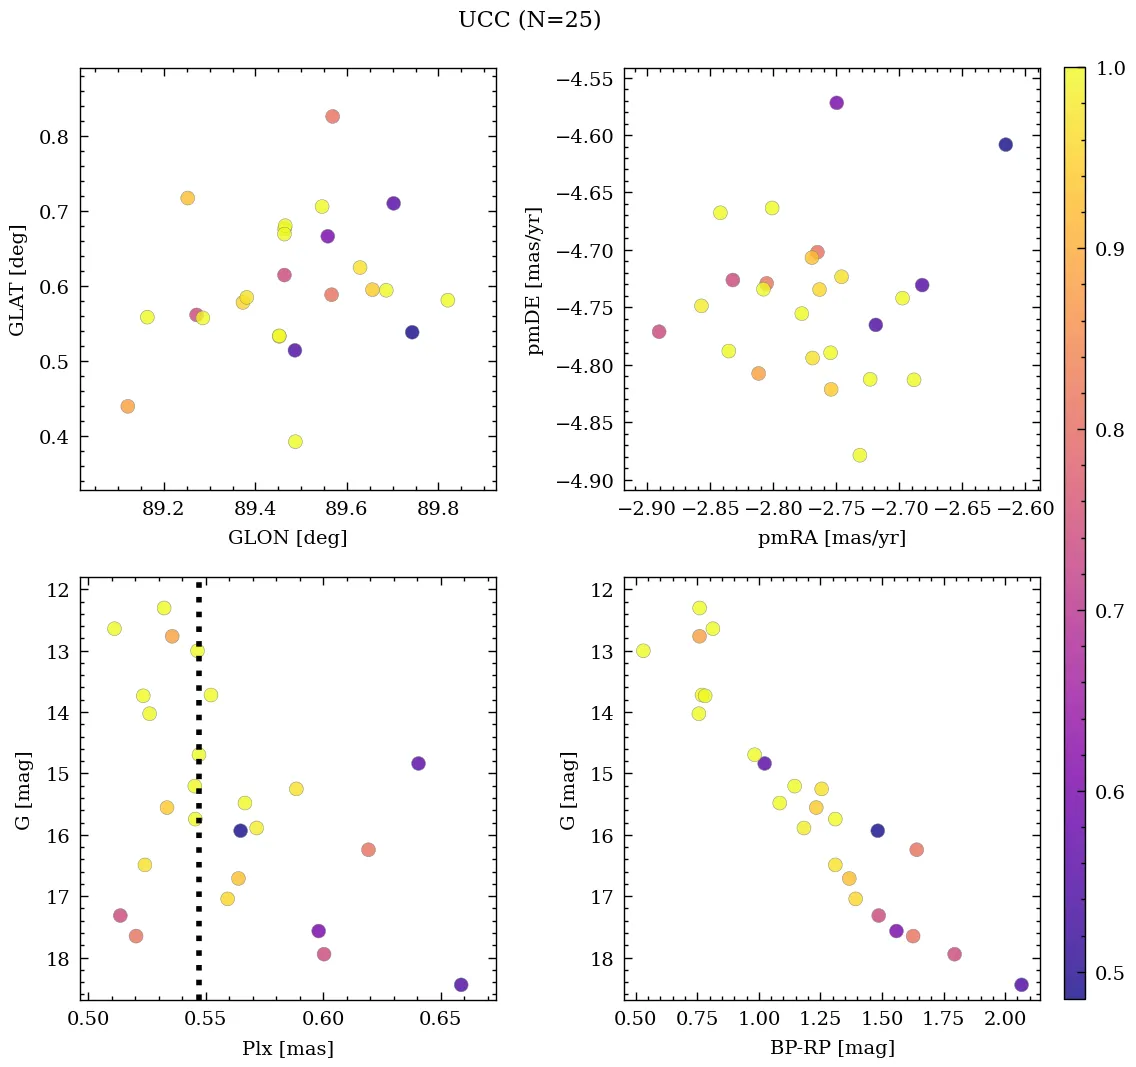 UCC (N=25)
0.8
0.7
0.6
0.5
0.4
GLAT [deg]
89.2 89.4 89.6 89.8
GLON [deg]
−4.55
−4.60
−4.65
−4.70
−4.75
−4.80
−4.85
−4.90
pmDE [mas/yr]
−2.90 −2.85 −2.80 −2.75 −2.70 −2.65 −2.60
pmRA [mas/yr]
12
13
14
15
16
17
18
G [mag]
0.50 0.55 0.60 0.65
Plx [mas]
12
13
14
15
16
17
18
G [mag]
0.50 0.75 1.00 1.25 1.50 1.75 2.00
BP-RP [mag]
1.0
0.9
0.8
0.7
0.6
0.5